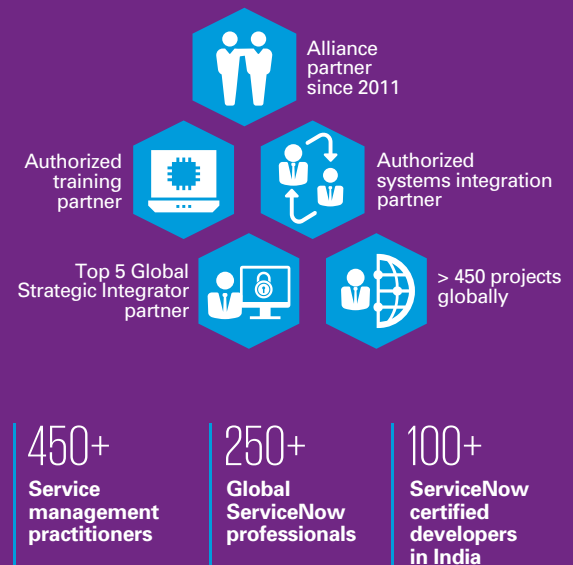 Alliance
partner
since 2011
Authorized
training
partner
Authorized
systems integration
partner
Top 5 Global
Strategic Integrator
partner
> 450 projects
globally
450+
Service
management
practitioners
250+
Global
ServiceNow
professionals
100+
ServiceNow
certified
developers
in India